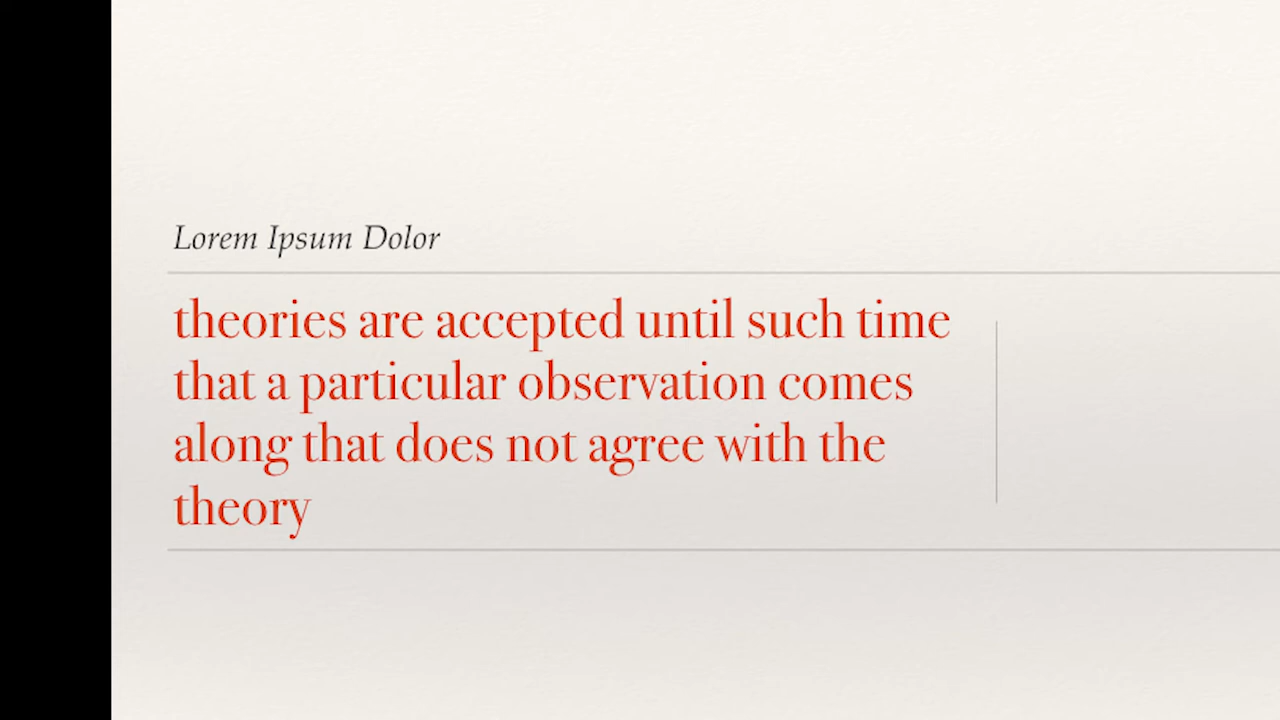 Lorem Ipsum Dolor
theories are accepted until such time
that a particular observation comes
along that does not agree with the
theory